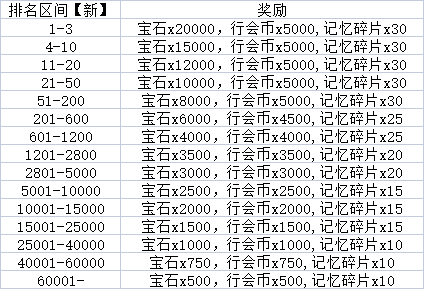 排名区间【新】 奖励
1-3 宝石x20000，行会币x5000,记忆碎片x30
4-10 宝石x15000，行会币x5000,记忆碎片x30
11-20 宝石x12000，行会币x5000,记忆碎片x30
21-50 宝石x10000，行会币x5000,记忆碎片x30
51-200 宝石x8000，行会币x5000,记忆碎片x30
201-600 宝石x6000，行会币x4500,记忆碎片x25
601-1200 宝石x4000，行会币x4000,记忆碎片x25
1201-2800 宝石x3500，行会币x3500,记忆碎片x20
2801-5000 宝石x3000，行会币x3000,记忆碎片x20
5001-10000 宝石x2500，行会币x2500,记忆碎片x15
10001-15000 宝石x2000，行会币x2000,记忆碎片x15
15001-25000 宝石x1500，行会币x1500,记忆碎片x15
25001-40000 宝石x1000，行会币x1000,记忆碎片x10
40001-60000 宝石x750，行会币x750,记忆碎片x10
60001- 宝石x500，行会币x500,记忆碎片x10